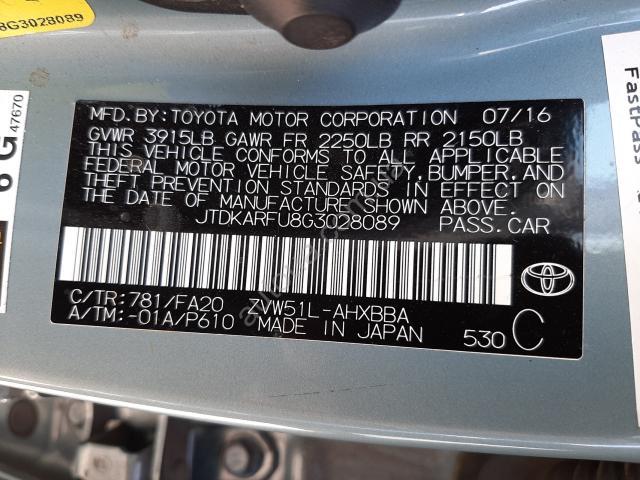 8G3028089
MFD.BY:TOYOTA MOTOR CORPORATION 07/16
GVWR 3915LB GAWR FR 2250LB RR 2150LB
THIS VEHICLE CONFORMS TO ALL APPLICABLE
FEDERAL MOTOR VEHICLE SAFETY, BUMPER, AND
THEFT PREVENTION STANDARDS IN EFFECT ON
THE DATE OF MANUFACTURE SHOWN ABOVE.
JTDKARFU8G3028089 PASS.CAR
C/TR:781/FA20 ZVW51L-AHXBBA
A/TM:-01A/P610 MADE IN JAPAN 530 C
TOYOTA
G
47670
FastPass